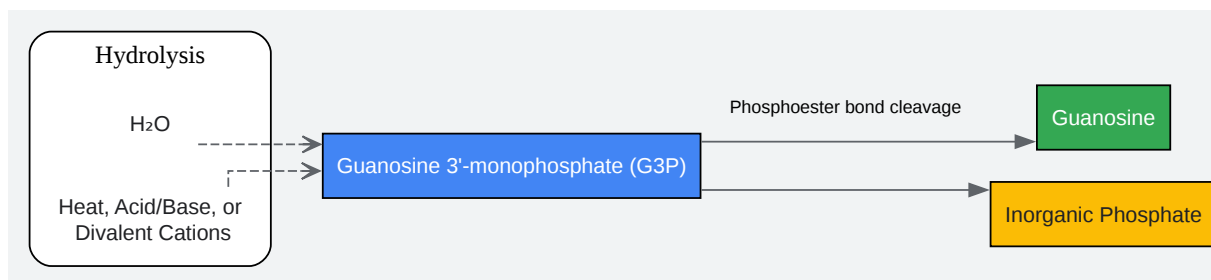 Hydrolysis
H₂O
Heat, Acid/Base, or
Divalent Cations
Guanosine 3'-monophosphate (G3P)
Phosphoester bond cleavage
Guanosine
Inorganic Phosphate